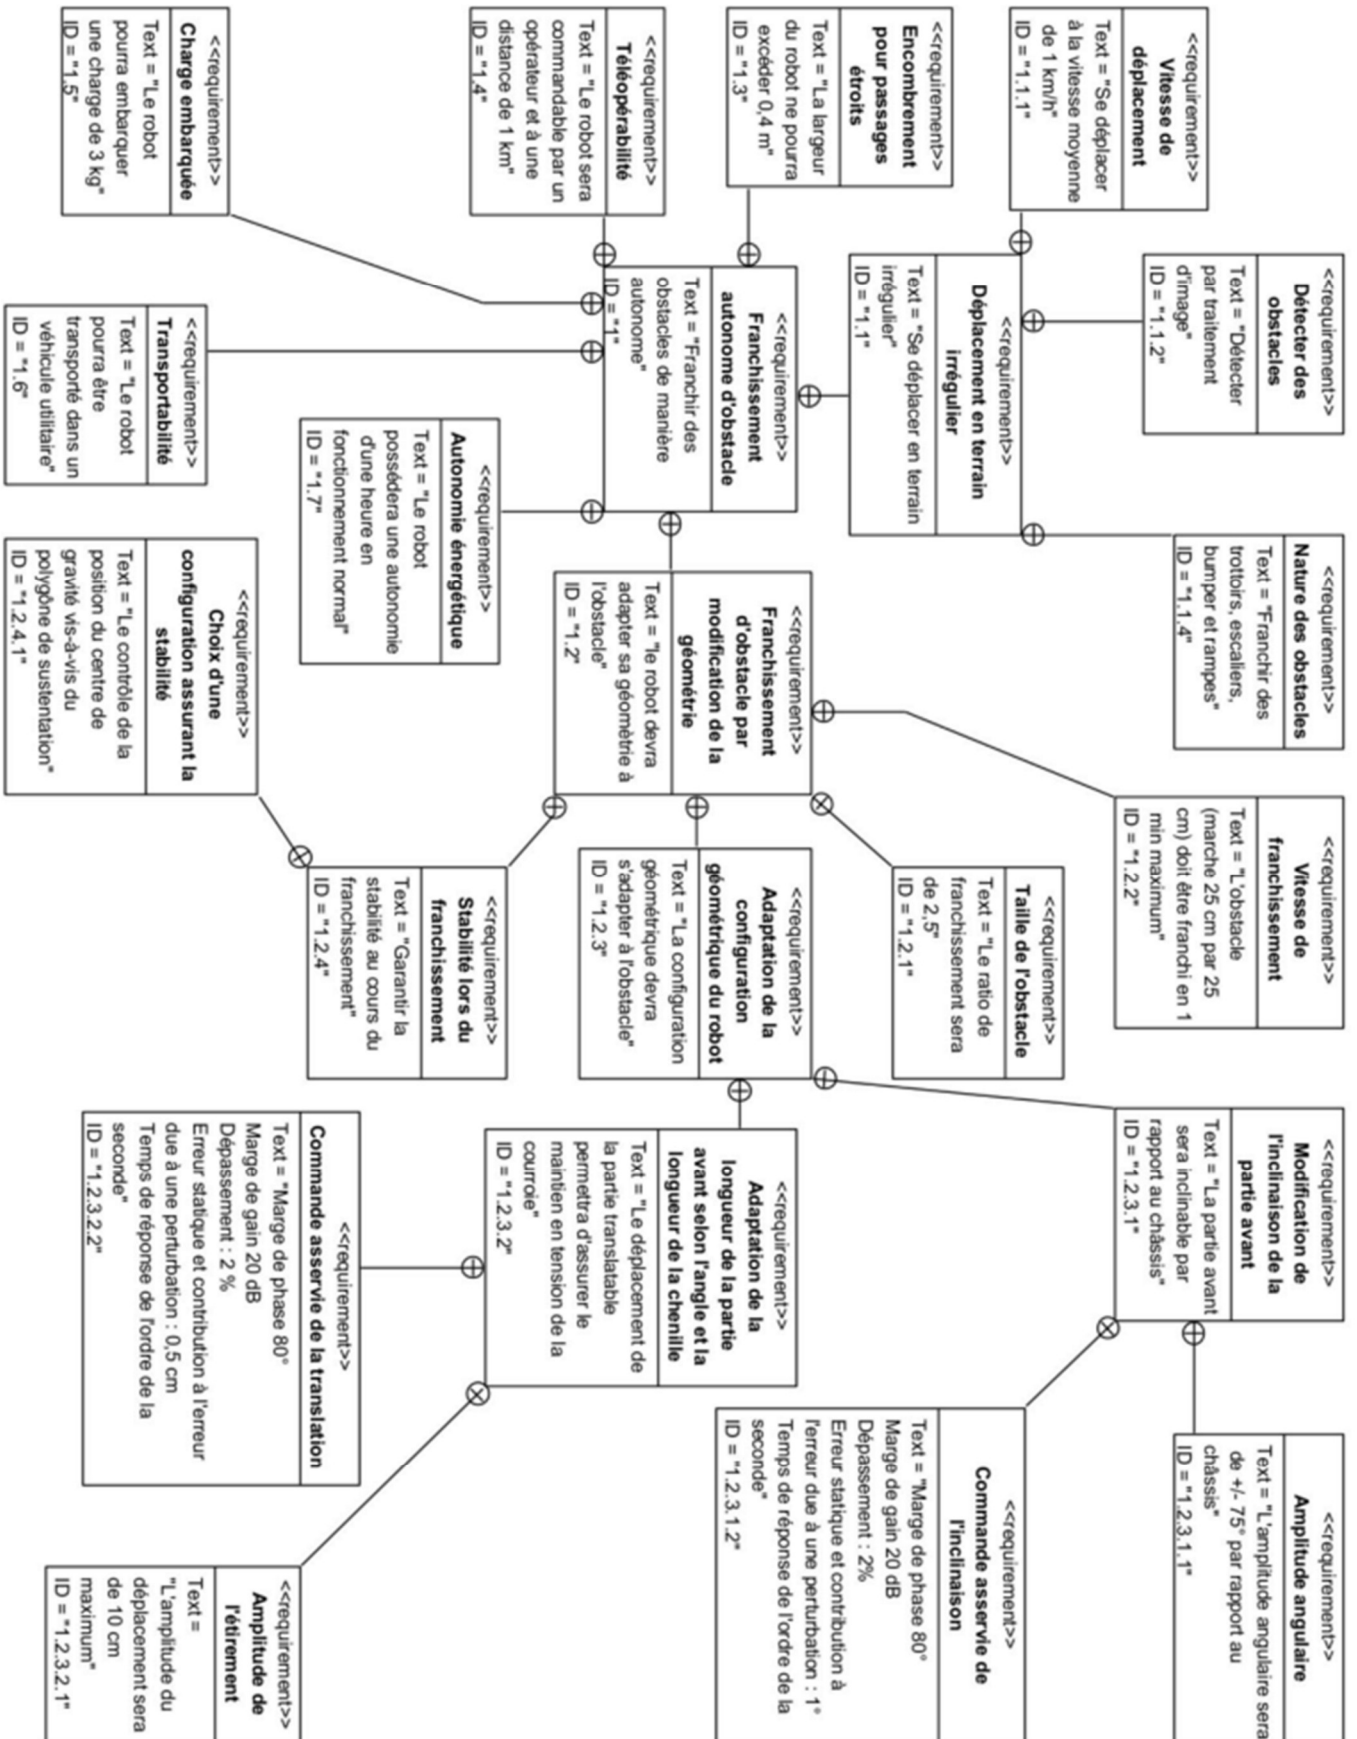 <<requirement>>
Vitesse de
déplacement
Text = "Se déplacer
à la vitesse moyenne
de 1 km/h"
ID = "1.1.1"
<<requirement>>
Détecter des
obstacles
Text = "Détecter
par traitement
d'image"
ID = "1.1.2"
<<requirement>>
Nature des obstacles
Text = "Franchir des
trottoirs, escaliers,
bumper et rampes"
ID = "1.1.4"
<<requirement>>
Vitesse de
franchissement
Text = "L'obstacle
(marche 25 cm par 25
cm) doit être franchi en 1
min maximum"
ID = "1.2.2"
<<requirement>>
Modification de
l'inclinaison de la
partie avant
Text = "La partie avant
sera inclinable par
rapport au châssis"
ID = "1.2.3.1"
<<requirement>>
Amplitude angulaire
Text = "L'amplitude angulaire sera
de +/- 75° par rapport au
châssis"
ID = "1.2.3.1.1"
<<requirement>>
Encombrement
pour passages
étroits
Text = "La largeur
du robot ne pourra
excéder 0,4 m"
ID = "1.3"
<<requirement>>
Déplacement en terrain
irrégulier
Text = "Se déplacer en terrain
irrégulier"
ID = "1.1"
<<requirement>>
Taille de l'obstacle
Text = "Le ratio de
franchissement sera
de 2,5"
ID = "1.2.1"
<<requirement>>
Commande asservie de
l'inclinaison
Text = "Marge de phase 80°
Marge de gain 20 dB
Dépassement : 2%
Erreur statique et contribution à
l'erreur due à une perturbation : 1°
Temps de réponse de l'ordre de la
seconde"
ID = "1.2.3.1.2"
<<requirement>>
Téléopérabilité
Text = "Le robot sera
commandable par un
opérateur et à une
distance de 1 km"
ID = "1.4"
<<requirement>>
Franchissement
autonome d'obstacle
Text = "Franchir des
obstacles de manière
autonome"
ID = "1"
<<requirement>>
Franchissement
d'obstacle par
modification de la
géométrie
Text = "le robot devra
adapter sa géométrie à
l'obstacle"
ID = "1.2"
<<requirement>>
Adaptation de la
configuration
géométrique du robot
Text = "La configuration
géométrique devra
s'adapter à l'obstacle"
ID = "1.2.3"
<<requirement>>
Adaptation de la
longueur de la partie
avant selon l'angle et la
longueur de la chenille
Text = "Le déplacement de
la partie translatable
permetra d'assurer le
maintien en tension de la
courroie"
ID = "1.2.3.2"
<<requirement>>
Charge embarquée
Text = "Le robot
pourra embarquer
une charge de 3 kg"
ID = "1.5"
<<requirement>>
Transportabilité
Text = "Le robot
pourra être
transporté dans un
véhicule utilitaire"
ID = "1.6"
<<requirement>>
Autonomie énergétique
Text = "Le robot
possédera une autonomie
d'une heure en
fonctionnement normal"
ID = "1.7"
<<requirement>>
Choix d'une
configuration assurant la
stabilité
Text = "Le contrôle de la
position du centre de
gravité vis-à-vis du
polygône de sustentation"
ID = "1.2.4.1"
<<requirement>>
Stabilité lors du
franchissement
Text = "Garantir la
stabilité au cours du
franchissement"
ID = "1.2.4"
<<requirement>>
Commande asservie de la translation
Text = "Marge de phase 80°
Marge de gain 20 dB
Dépassement : 2 %
Erreur statique et contribution à l'erreur
due à une perturbation : 0,5 cm
Temps de réponse de l'ordre de la
seconde"
ID = "1.2.3.2.2"
<<requirement>>
Amplitude de
l'étirement
Text =
"L'amplitude du
déplacement sera
de 10 cm
maximum"
ID = "1.2.3.2.1"